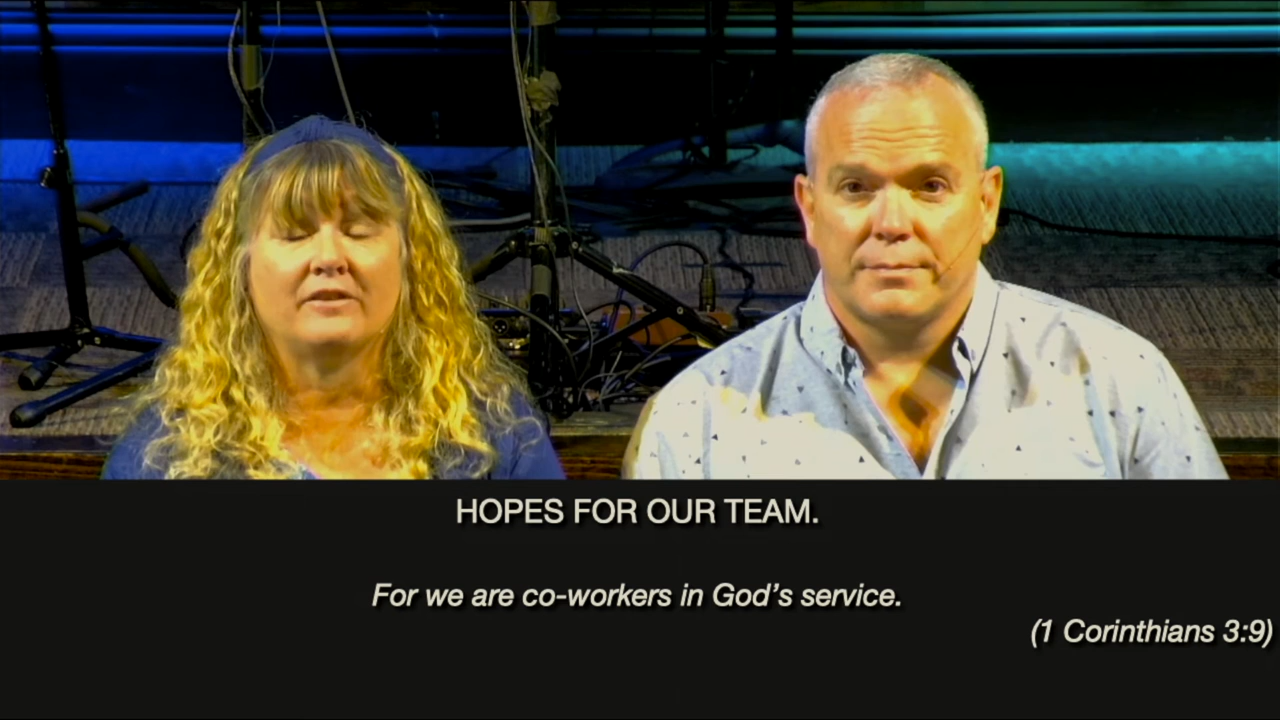 HOPES FOR OUR TEAM.
For we are co-workers in God’s service.
(1 Corinthians 3:9)